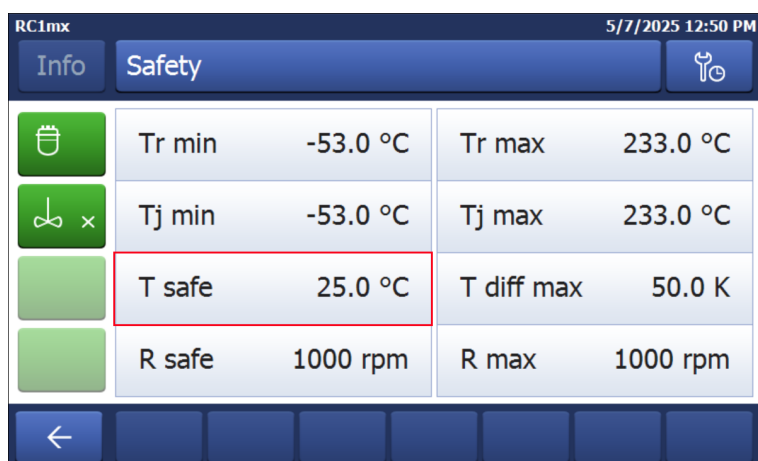 RC1mx 5/7/2025 12:50 PM
Info Safety
Tr min -53.0 °C Tr max 233.0 °C
Tj min -53.0 °C Tj max 233.0 °C
T safe 25.0 °C T diff max 50.0 K
R safe 1000 rpm R max 1000 rpm